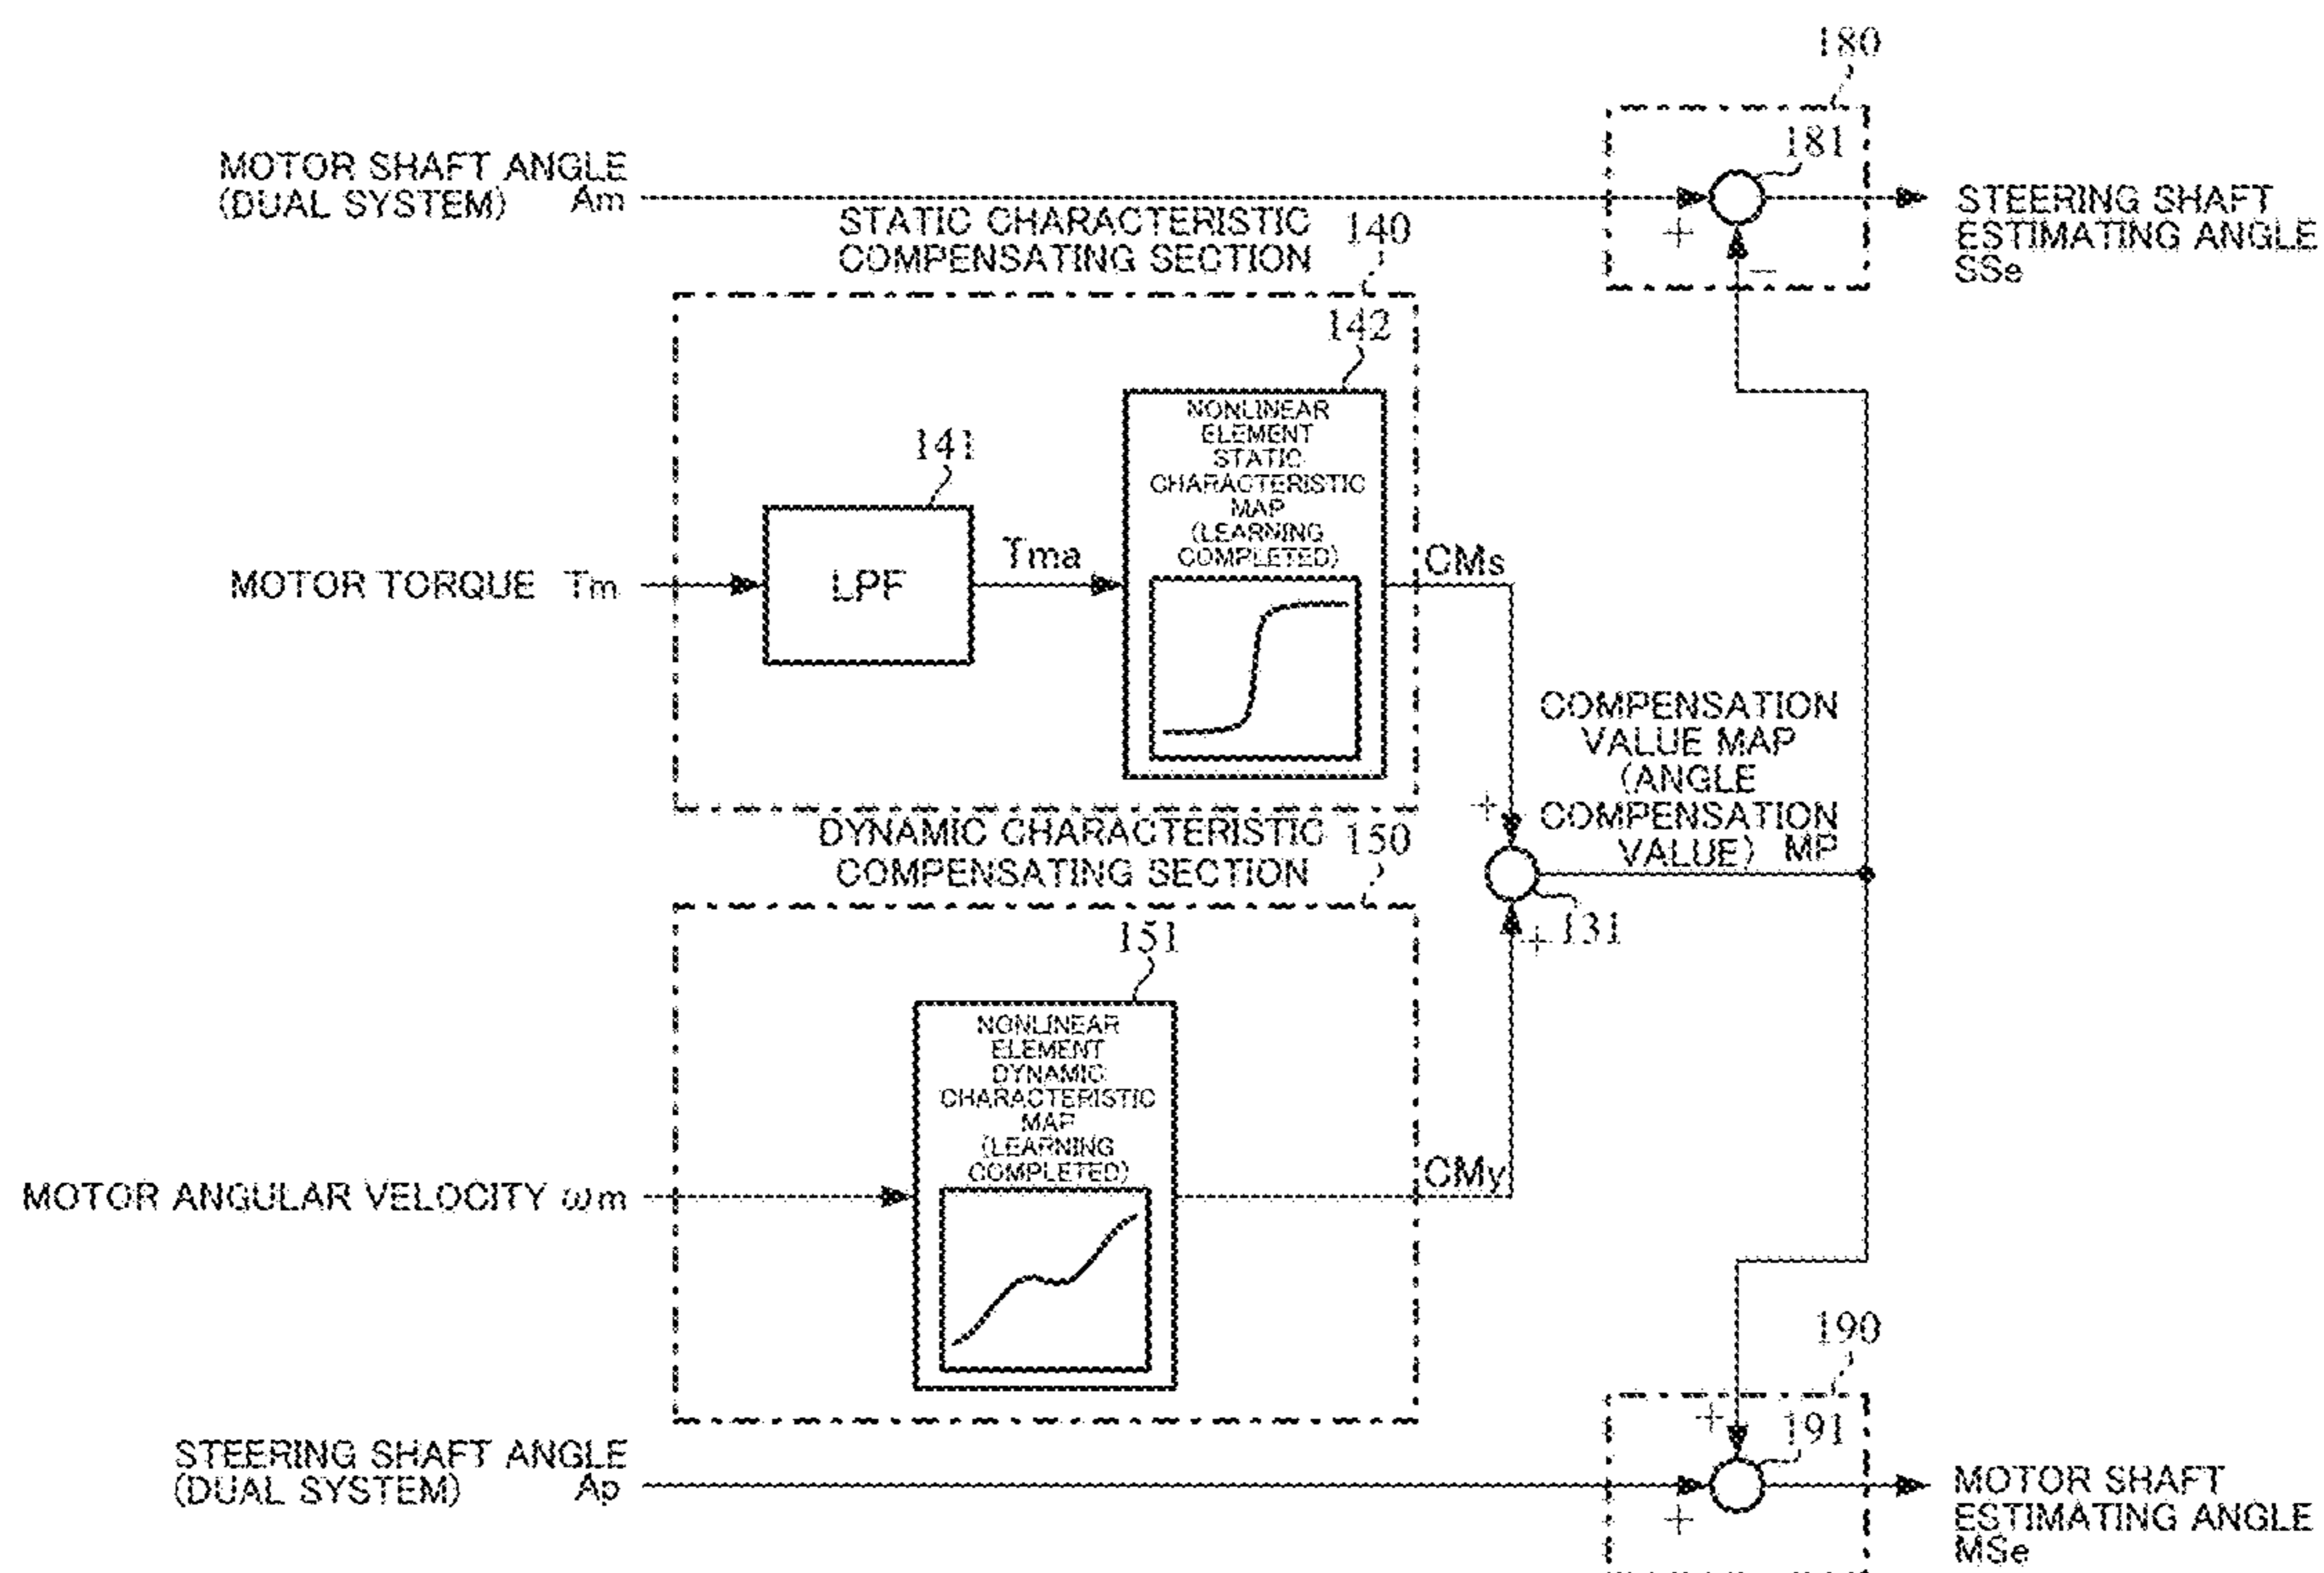 180
181
MOTOR SHAFT ANGLE
(DUAL SYSTEM) Am
+
−
STEERING SHAFT
ESTIMATING ANGLE
SSe
STATIC CHARACTERISTIC
COMPENSATING SECTION
140
142
NONLINEAR
ELEMENT
STATIC
CHARACTERISTIC
MAP
(LEARNING
COMPLETED)
141
MOTOR TORQUE Tm
LPF
Tma
CMs
COMPENSATION
VALUE MAP
(ANGLE
COMPENSATION
VALUE) MP
+
+
131
DYNAMIC CHARACTERISTIC
COMPENSATING SECTION
150
151
NONLINEAR
ELEMENT
DYNAMIC
CHARACTERISTIC
MAP
(LEARNING
COMPLETED)
MOTOR ANGULAR VELOCITY ωm
CMy
190
191
STEERING SHAFT ANGLE
(DUAL SYSTEM) Ap
+
+
MOTOR SHAFT
ESTIMATING ANGLE
MSe